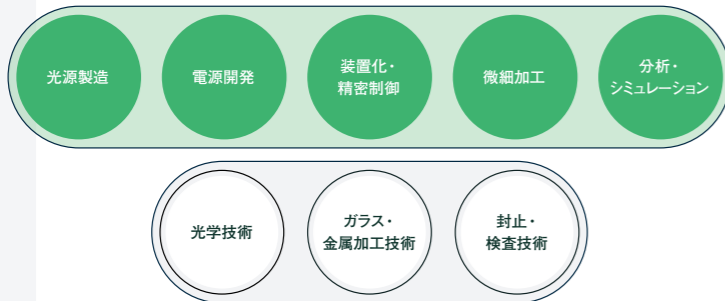 光源製造
電源開発
装置化・
精密制御
微細加工
分析・
シミュレーション
光学技術
ガラス・
金属加工技術
封止・
検査技術